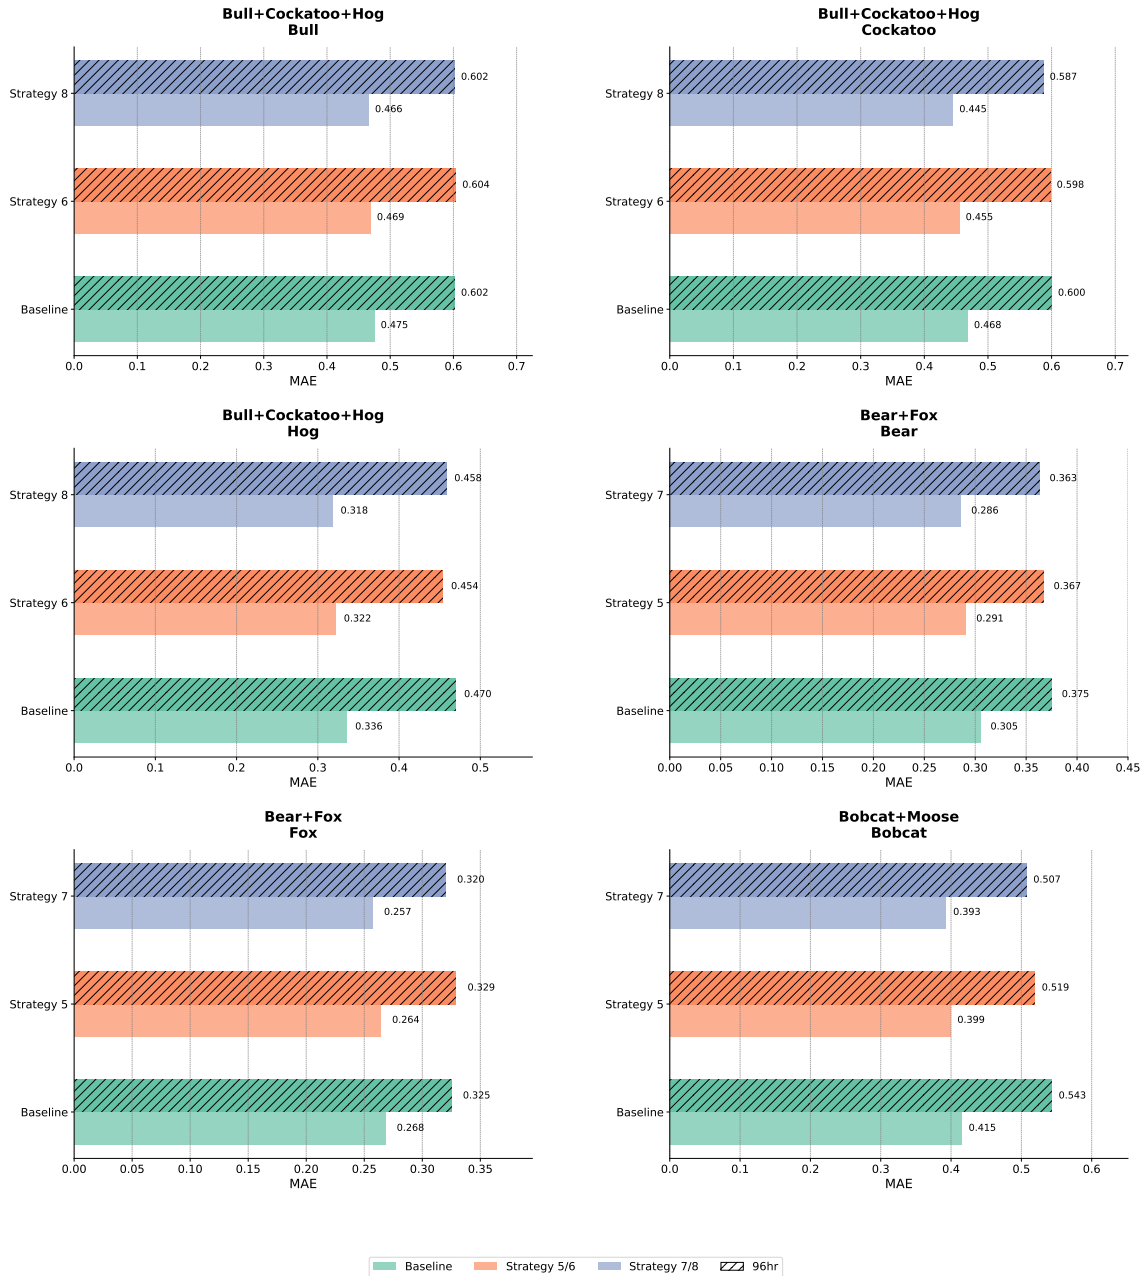 Bull+Cockatoo+Hog
Bull
Strategy 8
0.602
0.466
Strategy 6
0.604
0.469
Baseline
0.602
0.475
0.0 0.1 0.2 0.3 0.4 0.5 0.6 0.7
MAE
Bull+Cockatoo+Hog
Cockatoo
Strategy 8
0.587
0.445
Strategy 6
0.598
0.455
Baseline
0.600
0.468
0.0 0.1 0.2 0.3 0.4 0.5 0.6 0.7
MAE
Bull+Cockatoo+Hog
Hog
Strategy 8
0.458
0.318
Strategy 6
0.454
0.322
Baseline
0.470
0.336
0.0 0.1 0.2 0.3 0.4 0.5
MAE
Bear+Fox
Bear
Strategy 7
0.363
0.286
Strategy 5
0.367
0.291
Baseline
0.375
0.305
0.00 0.05 0.10 0.15 0.20 0.25 0.30 0.35 0.40 0.45
MAE
Bear+Fox
Fox
Strategy 7
0.320
0.257
Strategy 5
0.329
0.264
Baseline
0.325
0.268
0.00 0.05 0.10 0.15 0.20 0.25 0.30 0.35
MAE
Bobcat+Moose
Bobcat
Strategy 7
0.507
0.393
Strategy 5
0.519
0.399
Baseline
0.543
0.415
0.0 0.1 0.2 0.3 0.4 0.5 0.6
MAE
Baseline Strategy 5/6 Strategy 7/8 96hr